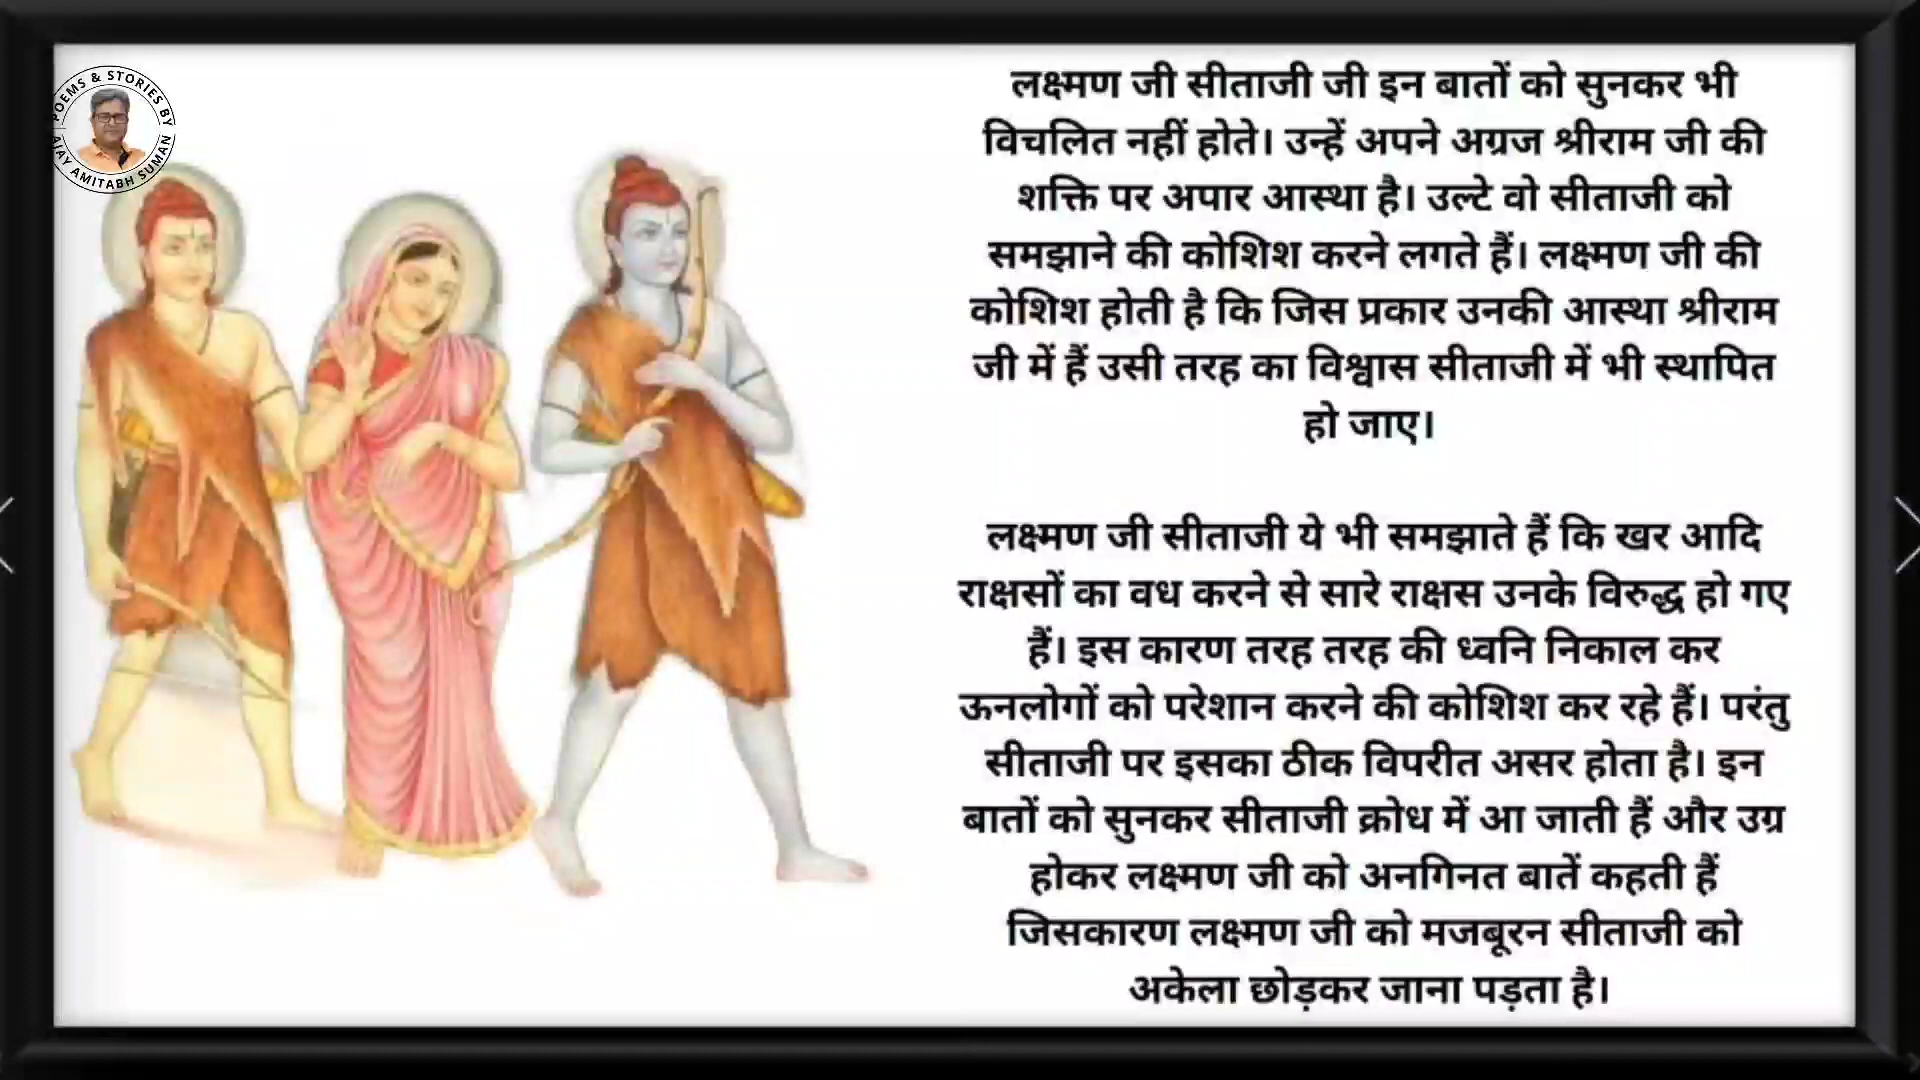 POEMS & STORIES BY
AJAY AMITABH SUMAN
लक्ष्मण जी सीताजी जी इन बातों को सुनकर भी
विचलित नहीं होते। उन्हें अपने अग्रज श्रीराम जी की
शक्ति पर अपार आस्था है। उल्टे वो सीताजी को
समझाने की कोशिश करने लगते हैं। लक्ष्मण जी की
कोशिश होती है कि जिस प्रकार उनकी आस्था श्रीराम
जी में हैं उसी तरह का विश्वास सीताजी में भी स्थापित
हो जाए।
लक्ष्मण जी सीताजी ये भी समझाते हैं कि खर आदि
राक्षसों का वध करने से सारे राक्षस उनके विरुद्ध हो गए
हैं। इस कारण तरह तरह की ध्वनि निकाल कर
ऊनलोगों को परेशान करने की कोशिश कर रहे हैं। परंतु
सीताजी पर इसका ठीक विपरीत असर होता है। इन
बातों को सुनकर सीताजी क्रोध में आ जाती हैं और उग्र
होकर लक्ष्मण जी को अनगिनत बातें कहती हैं
जिसकारण लक्ष्मण जी को मजबूरन सीताजी को
अकेला छोड़कर जाना पड़ता है।